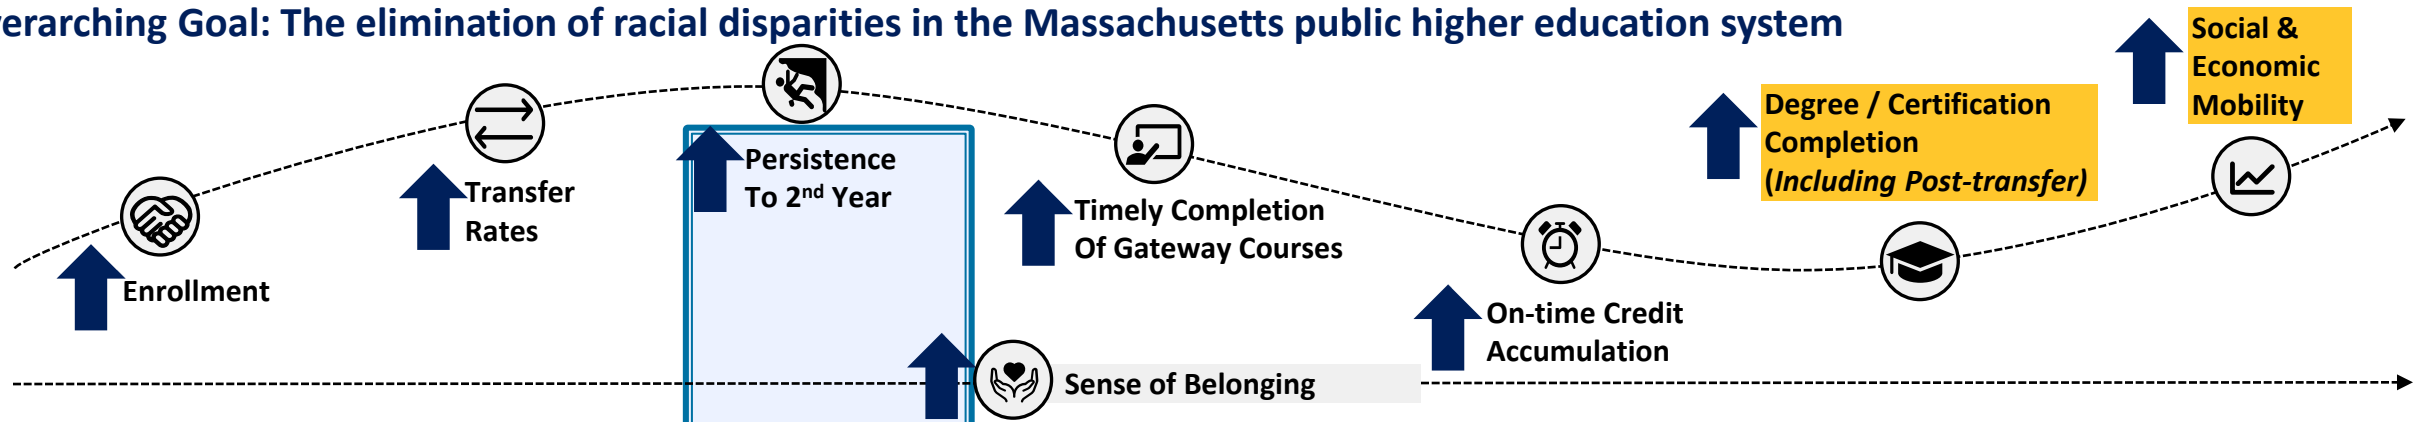 Goal: The elimination of racial disparities in the Massachusetts public higher education system
Enrollment
Transfer
Rates
Persistence
To 2nd Year
Timely Completion
Of Gateway Courses
On-time Credit
Accumulation
Degree / Certification
Completion
(Including Post-transfer)
Social &
Economic
Mobility
Sense of Belonging